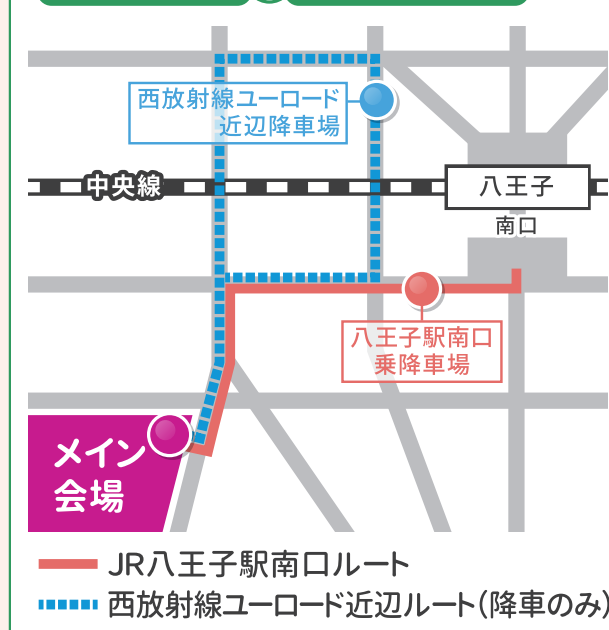 西放射線ユーロード
近辺降車場
中央線
八王子
南口
八王子駅南口
乗降車場
メイン
会場
JR八王子駅南口ルート
西放射線ユーロード近辺ルート(降車のみ)